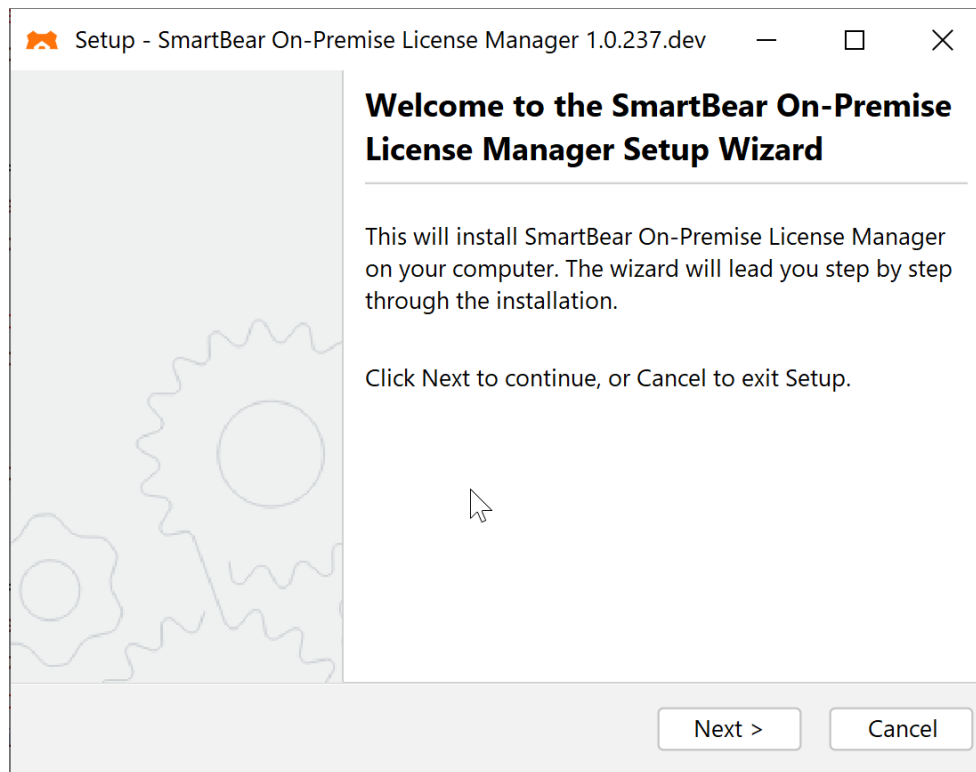 Setup - SmartBear On-Premise License Manager 1.0.237.dev
Welcome to the SmartBear On-Premise
License Manager Setup Wizard
This will install SmartBear On-Premise License Manager
on your computer. The wizard will lead you step by step
through the installation.
Click Next to continue, or Cancel to exit Setup.
Next >
Cancel